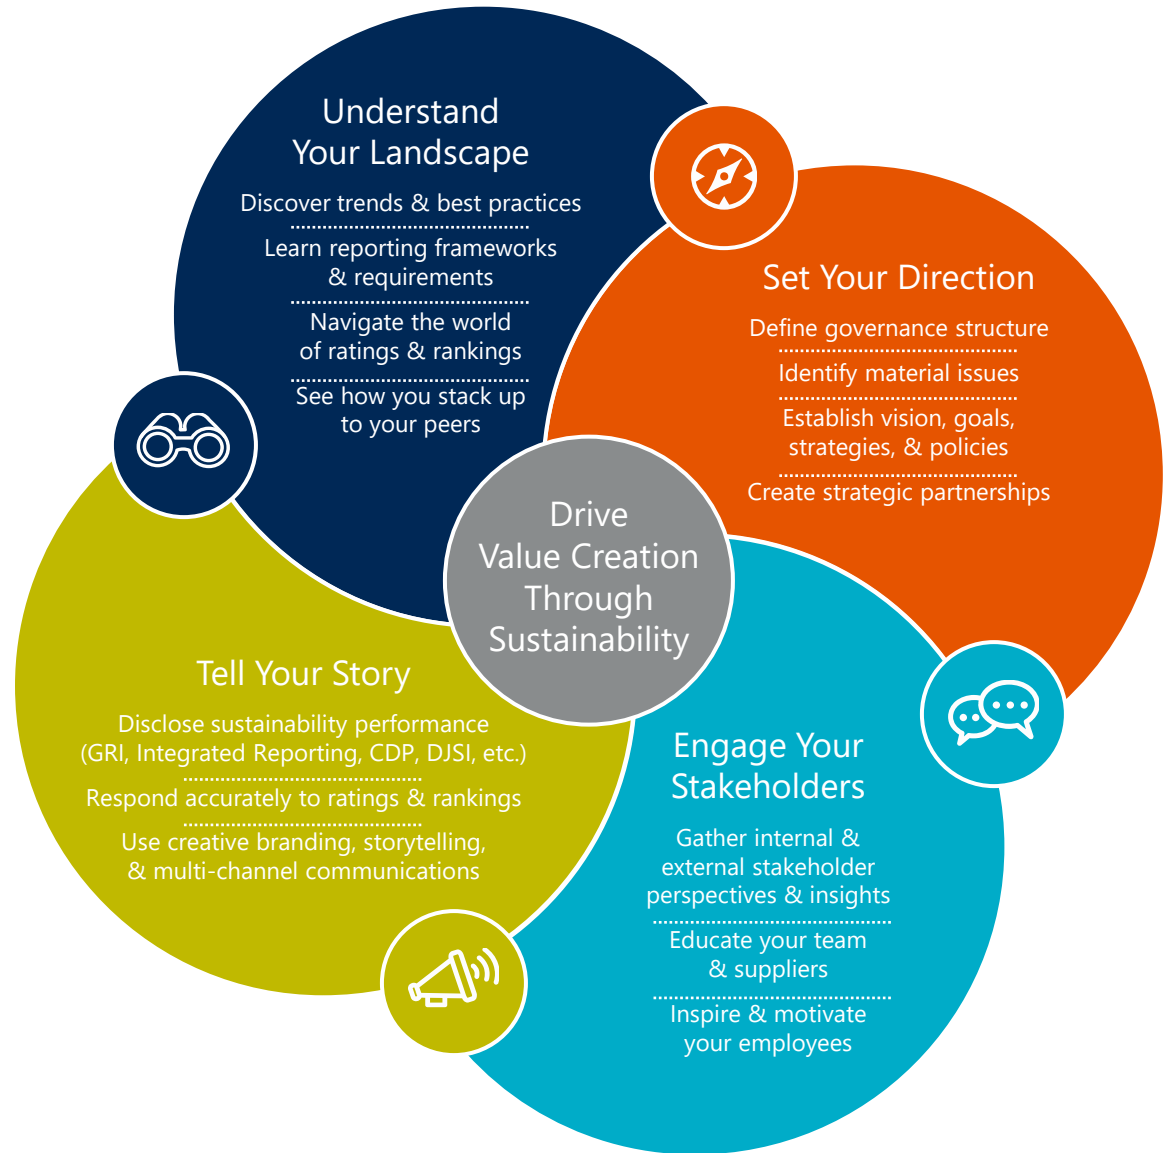 Understand
Your Landscape
Discover trends & best practices
Learn reporting frameworks
& requirements
Navigate the world
of ratings & rankings
See how you stack up
to your peers
Set Your Direction
Define governance structure
Identify material issues
Establish vision, goals,
strategies, & policies
Create strategic partnerships
Drive
Value Creation
Through
Sustainability
Engage Your
Stakeholders
Gather internal &
external stakeholder
perspectives & insights
Educate your team
& suppliers
Inspire & motivate
your employees
Tell Your Story
Disclose sustainability performance
(GRI, Integrated Reporting, CDP, DJSI, etc.)
Respond accurately to ratings & rankings
Use creative branding, storytelling,
& multi-channel communications